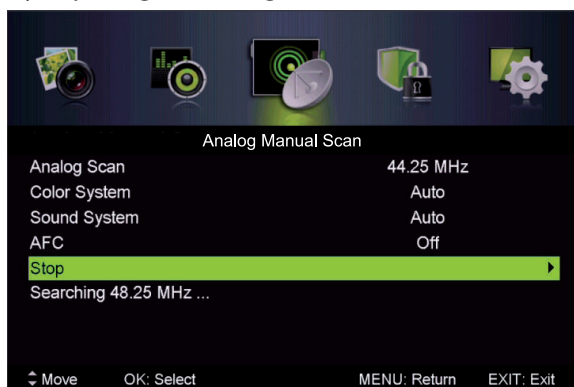 Analog Manual Scan
Analog Scan 44.25 MHz
Color System Auto
Sound System Auto
AFC Off
Stop
Searching 48.25 MHz ...
Move OK: Select MENU: Return EXIT: Exit